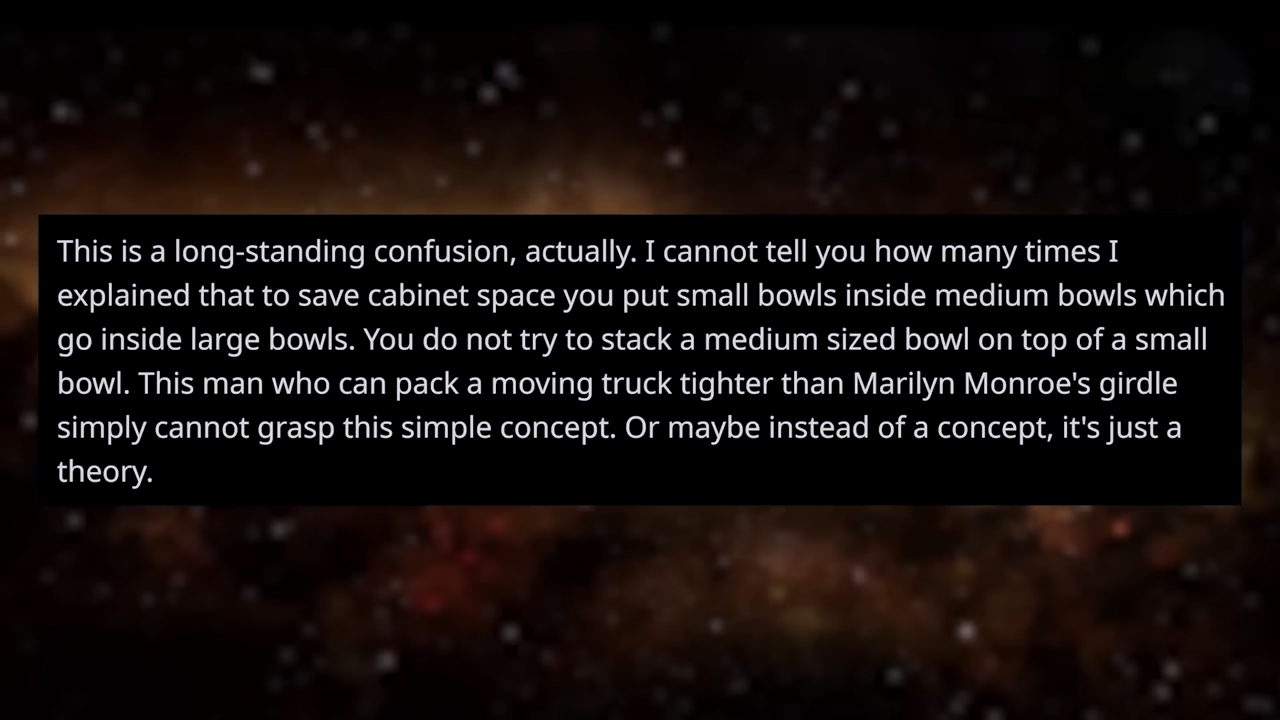 This is a long-standing confusion, actually. I cannot tell you how many times I
explained that to save cabinet space you put small bowls inside medium bowls which
go inside large bowls. You do not try to stack a medium sized bowl on top of a small
bowl. This man who can pack a moving truck tighter than Marilyn Monroe's girdle
simply cannot grasp this simple concept. Or maybe instead of a concept, it's just a
theory.